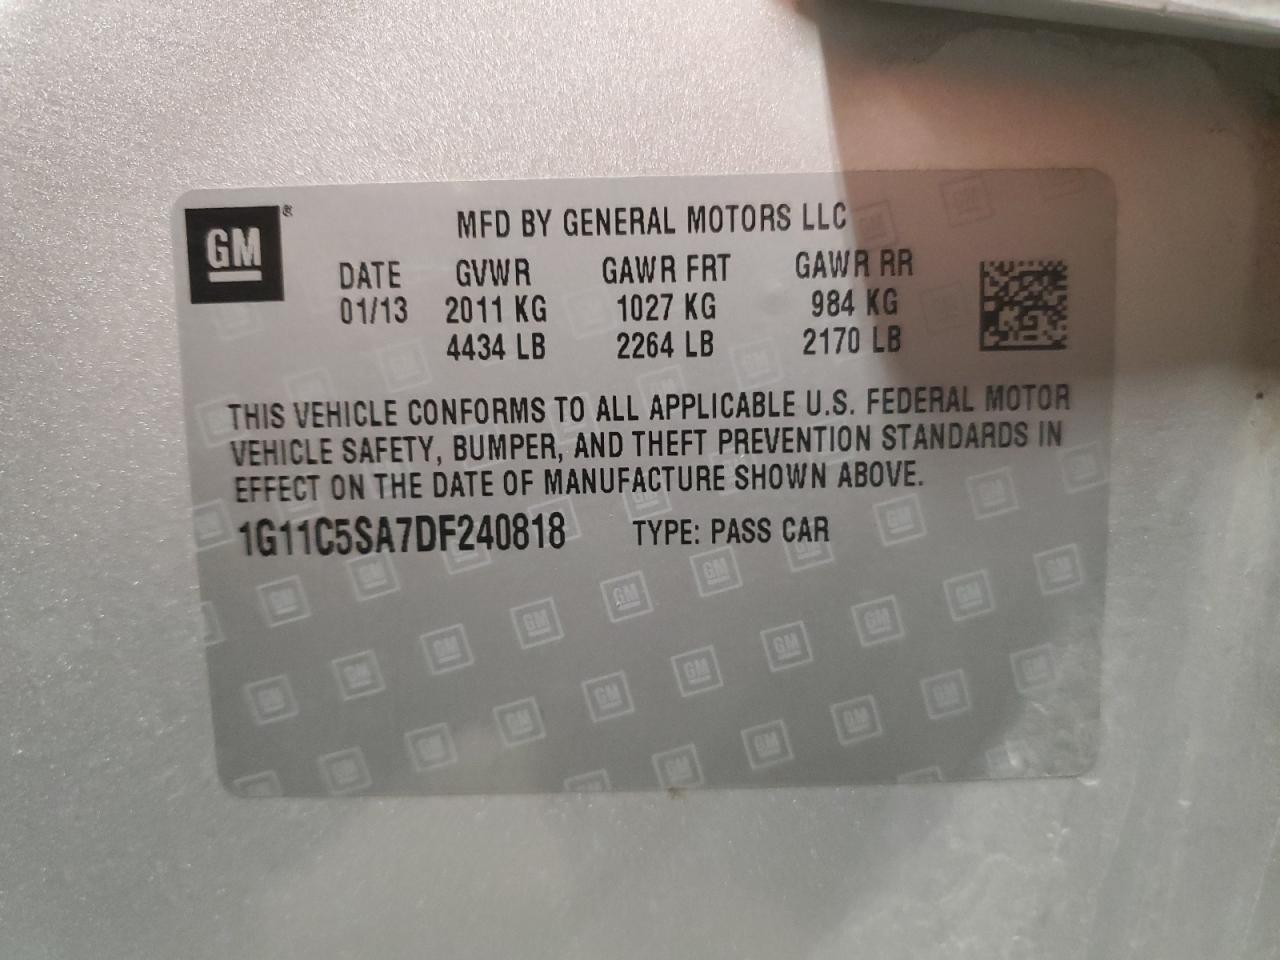 GM®
MFD BY GENERAL MOTORS LLC
DATE GVWR GAWR FRT GAWR RR
01/13 2011 KG 1027 KG 984 KG
4434 LB 2264 LB 2170 LB
THIS VEHICLE CONFORMS TO ALL APPLICABLE U.S. FEDERAL MOTOR
VEHICLE SAFETY, BUMPER, AND THEFT PREVENTION STANDARDS IN
EFFECT ON THE DATE OF MANUFACTURE SHOWN ABOVE.
1G11C5SA7DF240818 TYPE: PASS CAR